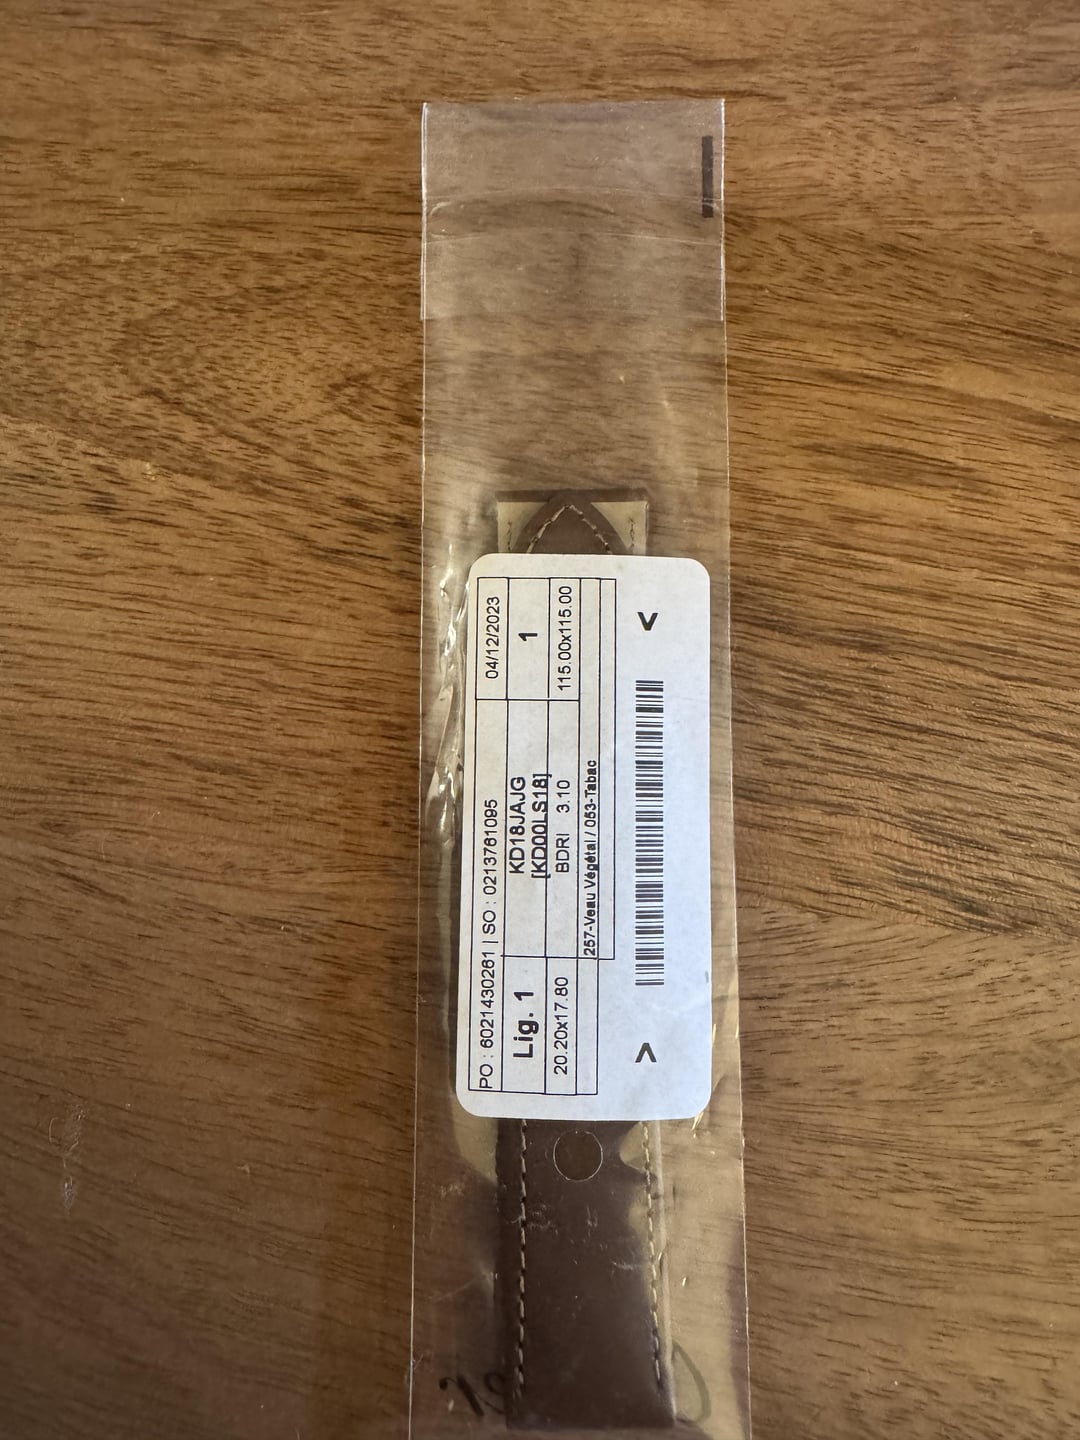 PO : 6021430261 | SO : 0213761095 04/12/2023
Lig. 1 KD18JAJG 1
[KD00LS18]
20.20x17.80 BDRI 3.10 115.00x115.00
257-Veau Végétal / 053-Tabac
< >